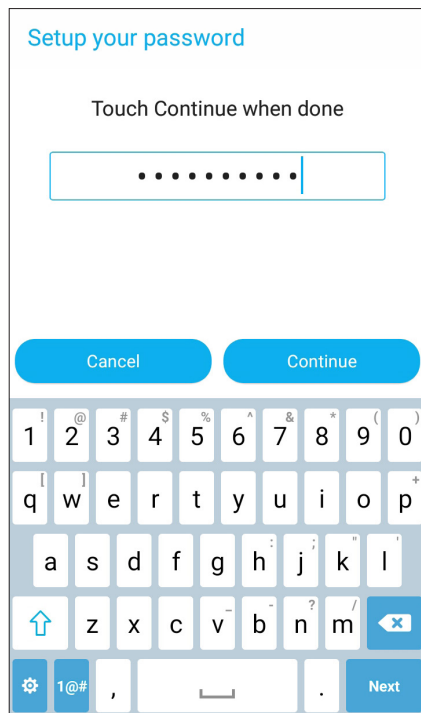 Setup your password
Touch Continue when done
••••••••••
Cancel Continue
! @ # $ % ^ & * ( )
1 2 3 4 5 6 7 8 9 0
[ ] +
q w e r t y u i o p
: ; " '
a s d f g h j k l
_ - ? /
z x c v b n m
1@# , . Next